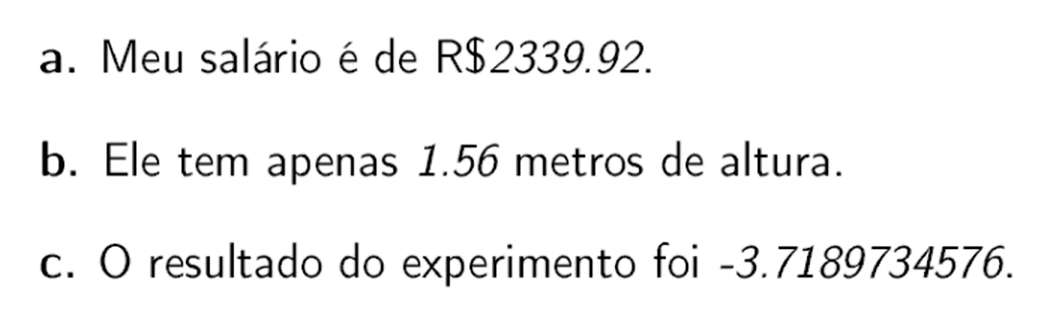 a. Meu salário é de R$2339.92.
b. Ele tem apenas 1.56 metros de altura.
c. O resultado do experimento foi -3.7189734576.